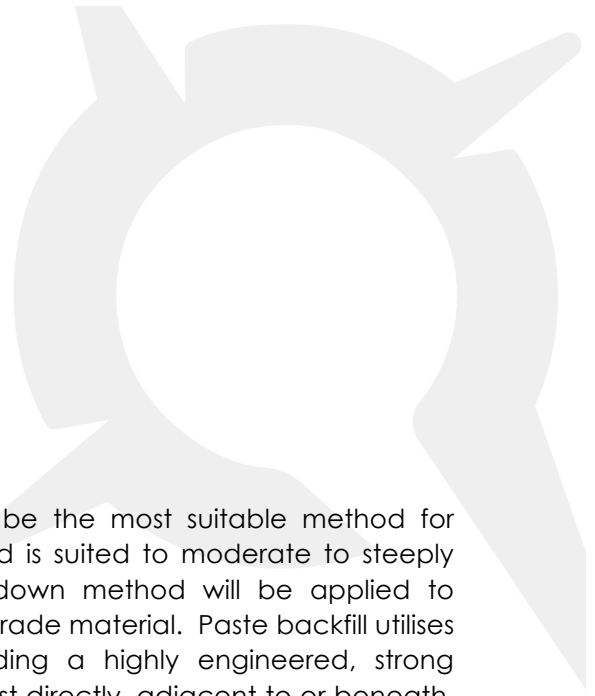 be the most suitable method for
d is suited to moderate to steeply
down method will be applied to
rade material. Paste backfill utilises
ding a highly engineered, strong
st directly, adjacent to or beneath